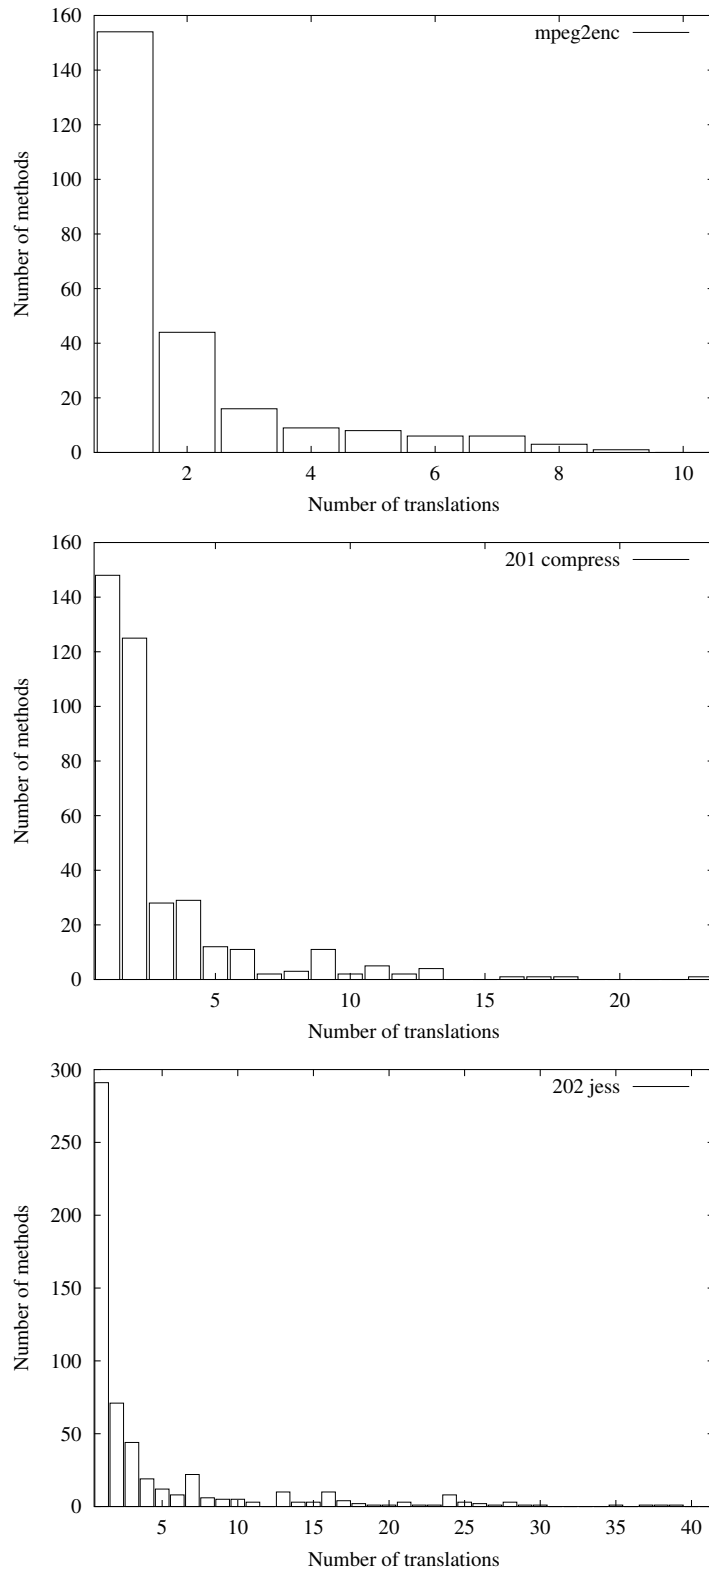 160
140
120
100
80
60
40
20
0
Number of methods
mpeg2enc
2 4 6 8 10
Number of translations
160
140
120
100
80
60
40
20
0
Number of methods
201 compress
5 10 15 20
Number of translations
300
250
200
150
100
50
0
Number of methods
202 jess
5 10 15 20 25 30 35 40
Number of translations